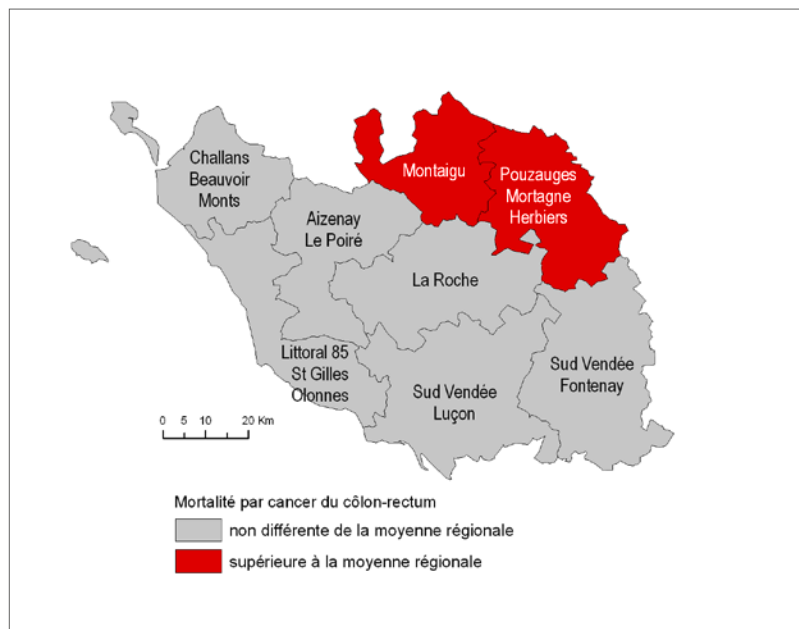 Challans
Beauvoir
Monts
Montaigu
Pouzauges
Mortagne
Herbiers
Aizenay
Le Poiré
La Roche
Littoral 85
St Gilles
Olonnes
Sud Vendée
Luçon
Sud Vendée
Fontenay
0 5 10 20 Km
Mortalité par cancer du côlon-rectum
non différente de la moyenne régionale
supérieure à la moyenne régionale